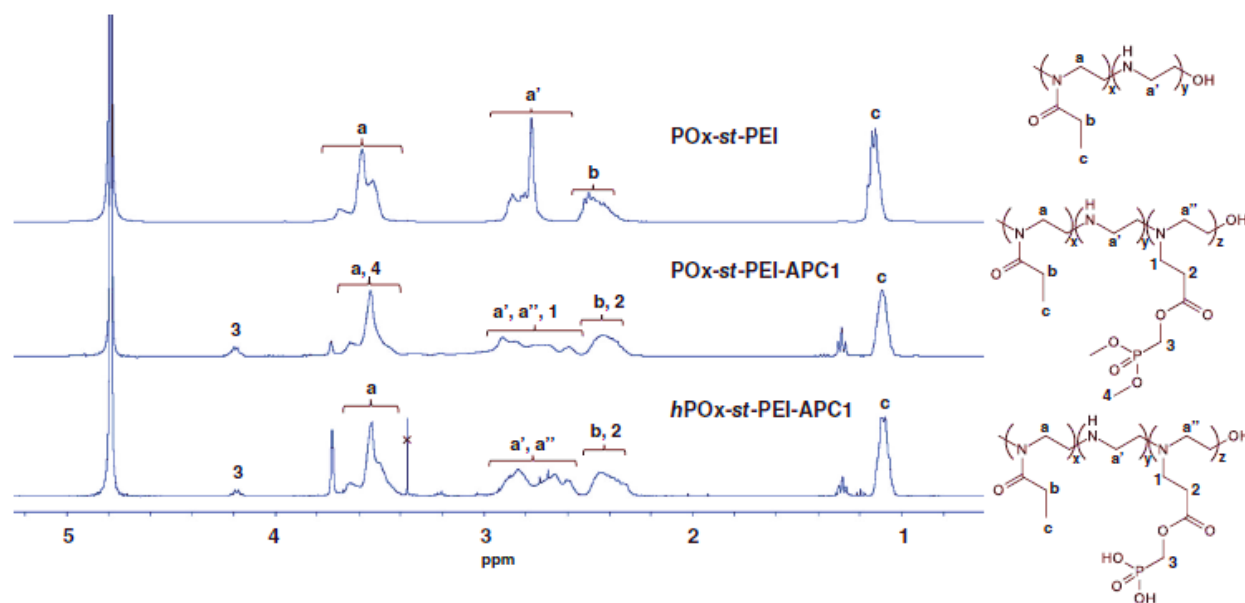 POx-st-PEI
a
a'
b
c
POx-st-PEI-APC1
3
a, 4
a', a'', 1
b, 2
c
hPOx-st-PEI-APC1
3
a
x
a', a''
b, 2
c
5 4 3 2 1
ppm
H
a
N N OH
x a' y
O b
c
H
a a'' OH
N N N
x a' y z
O b 1 2
c
O O
O P 3
O O
4
H
a a'' OH
N N N
x a' y z
O b 1 2
c
O O
HO P 3
O OH